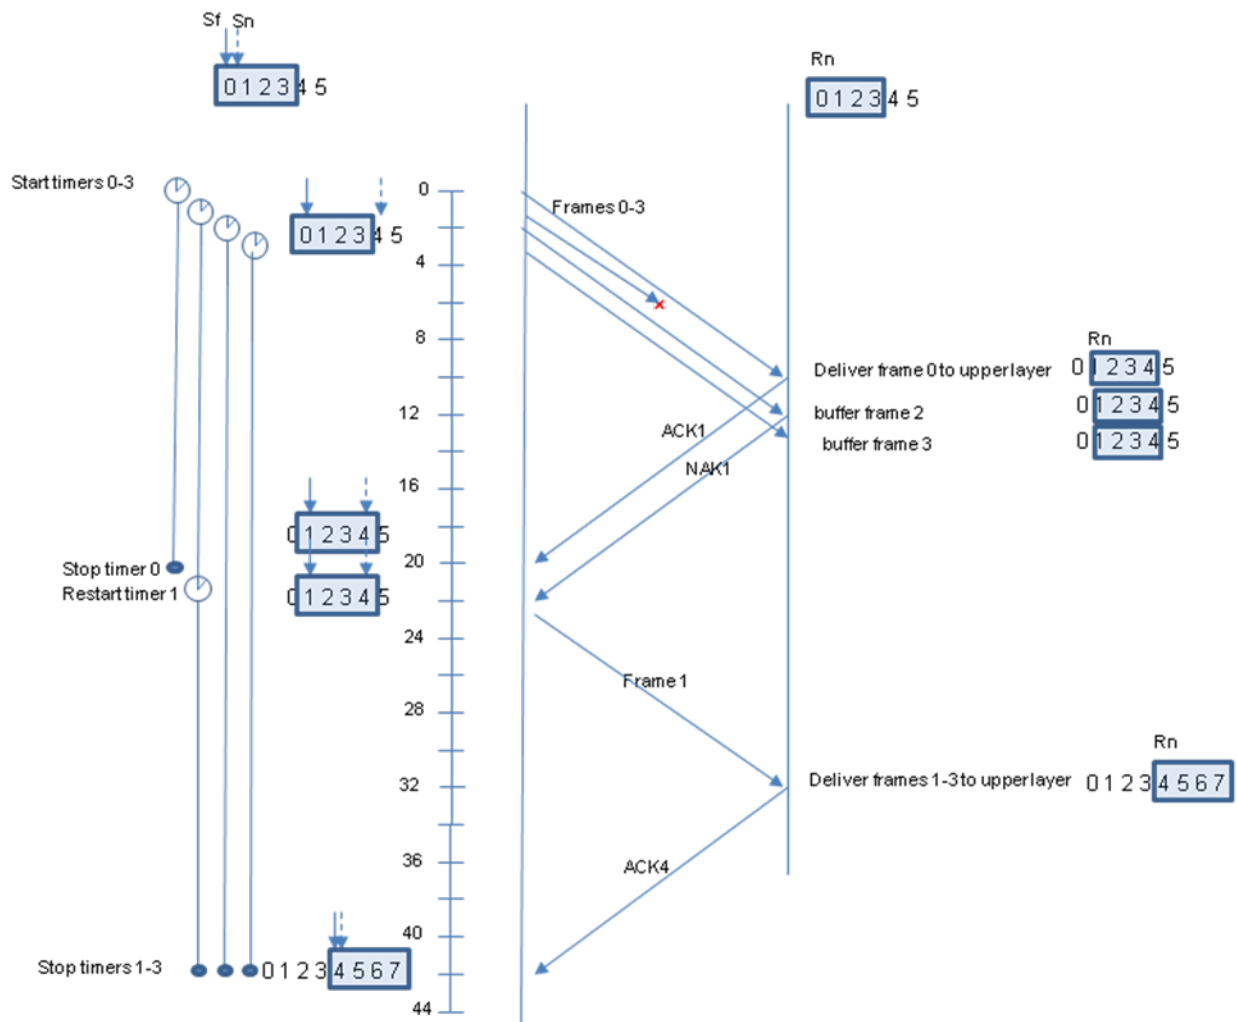 Sf Sn
0 1 2 3 4 5
Rn
0 1 2 3 4 5
Start timers 0-3
0
Frames 0-3
0 1 2 3 4 5
4
8
Rn
Deliver frame 0 to upper layer
0 1 2 3 4 5
12
buffer frame 2
0 1 2 3 4 5
ACK1
buffer frame 3
0 1 2 3 4 5
NAK1
16
0 1 2 3 4 5
20
Stop timer 0
Restart timer 1
0 1 2 3 4 5
24
Frame 1
28
Rn
32
Deliver frames 1-3 to upper layer
0 1 2 3 4 5 6 7
36
ACK4
40
Stop timers 1-3
0 1 2 3 4 5 6 7
44